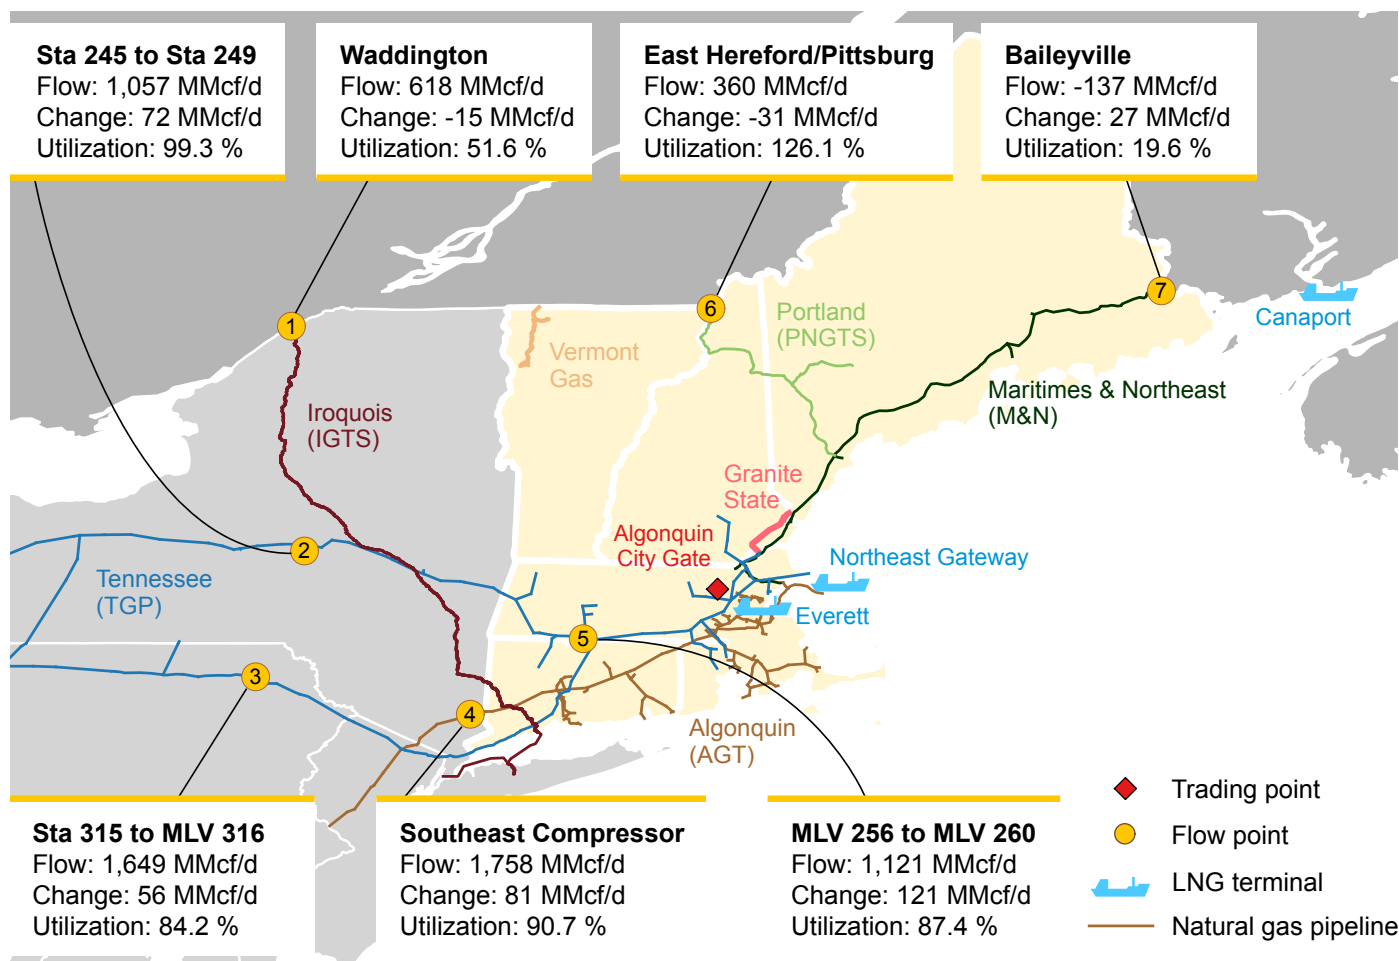 Sta 245 to Sta 249
Flow: 1,057 MMcf/d
Change: 72 MMcf/d
Utilization: 99.3 %
Waddington
Flow: 618 MMcf/d
Change: -15 MMcf/d
Utilization: 51.6 %
East Hereford/Pittsburg
Flow: 360 MMcf/d
Change: -31 MMcf/d
Utilization: 126.1 %
Baileyville
Flow: -137 MMcf/d
Change: 27 MMcf/d
Utilization: 19.6 %
7
6
1
Canaport
Portland
(PNGTS)
Vermont
Gas
Maritimes & Northeast
(M&N)
Iroquois
(IGTS)
Granite
State
Algonquin
City Gate
2
Northeast Gateway
Tennessee
(TGP)
Everett
5
3
4
Algonquin
(AGT)
Sta 315 to MLV 316
Flow: 1,649 MMcf/d
Change: 56 MMcf/d
Utilization: 84.2 %
Southeast Compressor
Flow: 1,758 MMcf/d
Change: 81 MMcf/d
Utilization: 90.7 %
MLV 256 to MLV 260
Flow: 1,121 MMcf/d
Change: 121 MMcf/d
Utilization: 87.4 %
Trading point
Flow point
LNG terminal
Natural gas pipeline